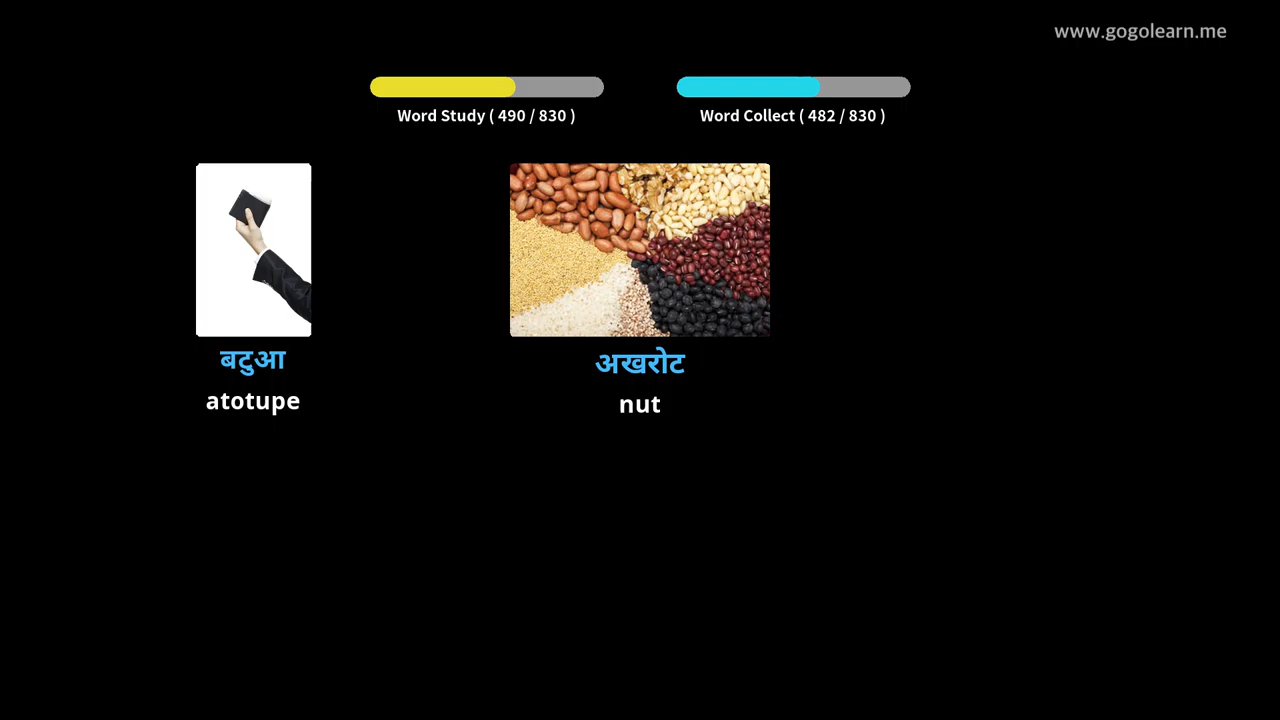 www.gogolearn.me
Word Study ( 490 / 830 )
Word Collect ( 482 / 830 )
बटुआ
atotupe
अखरोट
nut